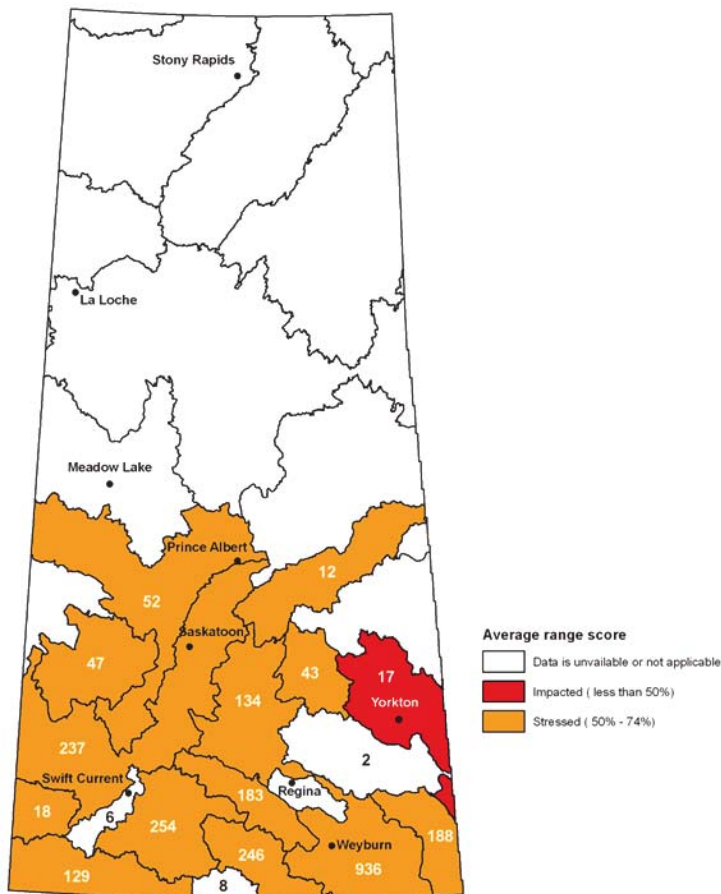 Stony Rapids
La Loche
Meadow Lake
Prince Albert
12
52
Saskatoon
47
43
17
134
Yorkton
237
2
Swift Current
Regina
183
18
6
254
188
Weyburn
246
936
129
8
Average range score
Data is unvailable or not applicable
Impacted ( less than 50%)
Stressed ( 50% - 74%)